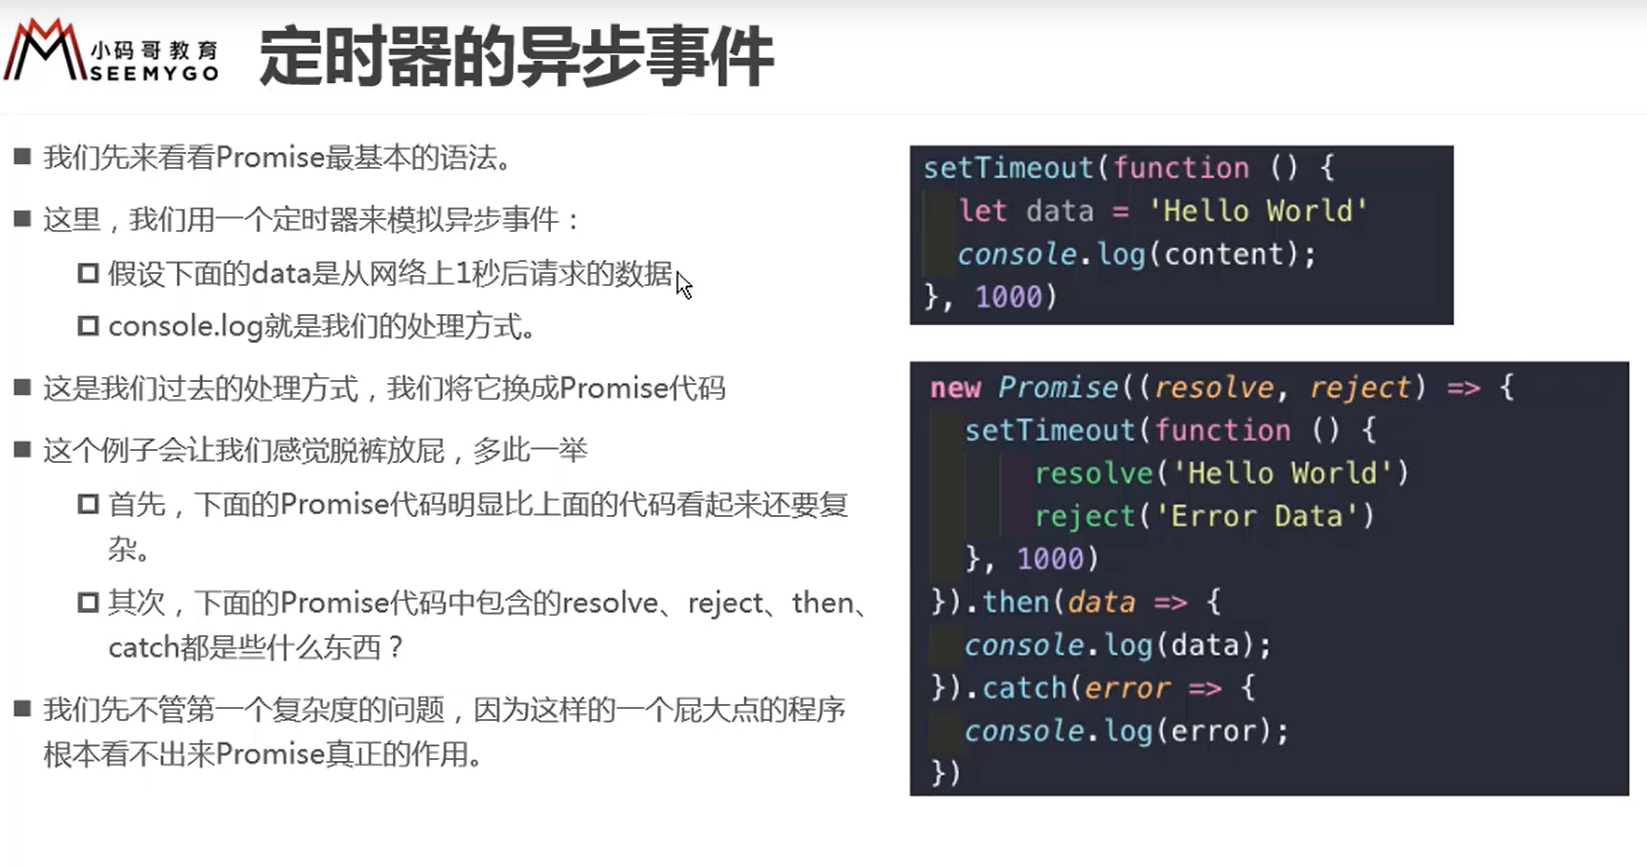 小码哥教育
SEEMYGO
定时器的异步事件
我们先来看看Promise最基本的语法。
这里，我们用一个定时器来模拟异步事件：
假设下面的data是从网络上1秒后请求的数据
console.log就是我们的处理方式。
这是我们过去的处理方式，我们将它换成Promise代码
这个例子会让我们感觉脱裤放屁，多此一举
首先，下面的Promise代码明显比上面的代码看起来还要复
杂。
其次，下面的Promise代码中包含的resolve、reject、then、
catch都是些什么东西？
我们先不管第一个复杂度的问题，因为这样的一个屁大点的程序
根本看不出来Promise真正的作用。
setTimeout(function () {
let data = 'Hello World'
console.log(content);
}, 1000)
new Promise((resolve, reject) => {
setTimeout(function () {
resolve('Hello World')
reject('Error Data')
}, 1000)
}).then(data => {
console.log(data);
}).catch(error => {
console.log(error);
})